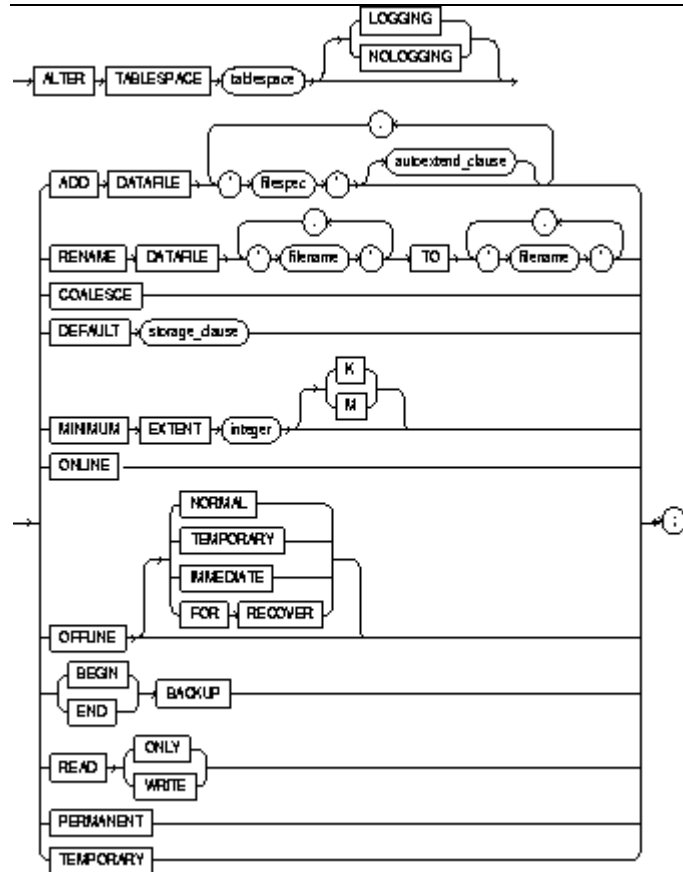 LOGGING
NOLOGGING
ALTER TABLESPACE tablespace
,
ADD DATAFILE ' filespec ' autoextend_clause
, ,
RENAME DATAFILE ' filename ' TO ' filename '
COALESCE
DEFAULT storage_clause
K
M
MINIMUM EXTENT integer
ONLINE
NORMAL
TEMPORARY
IMMEDIATE
FOR RECOVER
OFFLINE
BEGIN
END
BACKUP
READ
ONLY
WRITE
PERMANENT
TEMPORARY
;